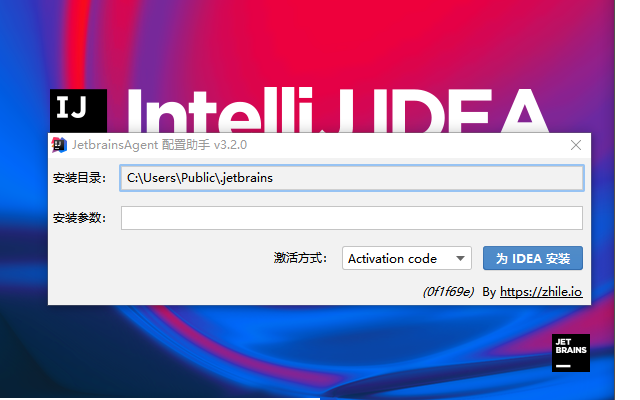 IJ
IntelliJ IDEA
JetbrainsAgent 配置助手 v3.2.0
安装目录: C:\Users\Public\.jetbrains
安装参数:
激活方式: Activation code 为 IDEA 安装
(0f1f69e) By https://zhile.io
JET
BRAINS